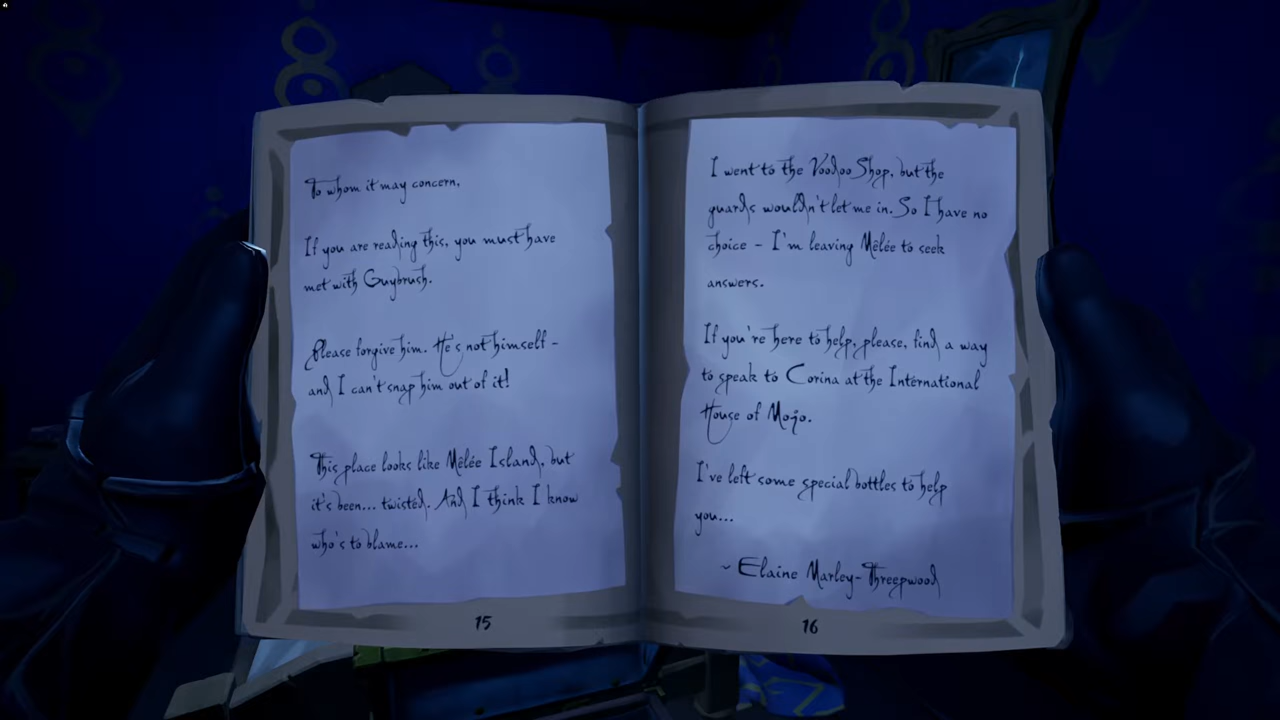 To whom it may concern,
If you are reading this, you must have
met with Guybrush.
Please forgive him. He's not himself -
and I can't snap him out of it!
This place looks like Mêlée Island, but
it's been... twisted. And I think I know
who's to blame...
15
I went to the Voodoo Shop, but the
guards wouldn't let me in. So I have no
choice - I'm leaving Mêlée to seek
answers.
If you're here to help, please, find a way
to speak to Corina at the International
House of Mojo.
I've left some special bottles to help
you...
~ Elaine Marley-Threepwood
16